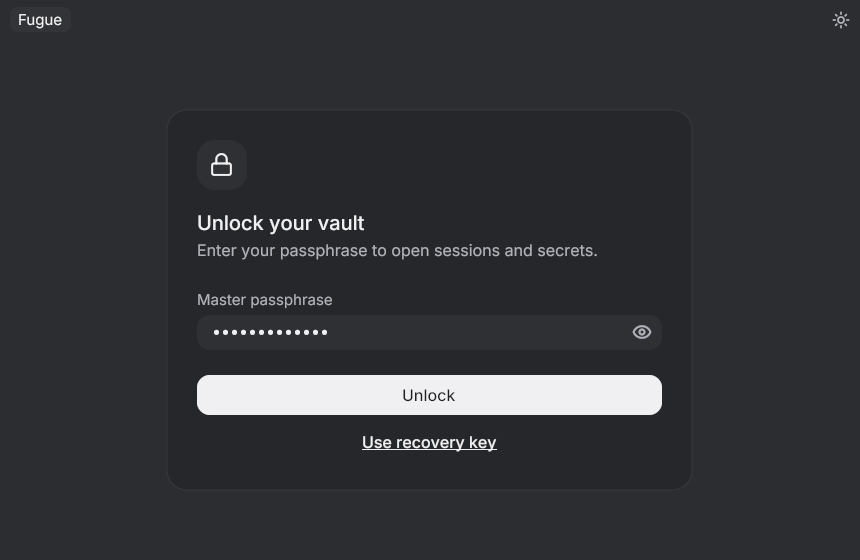 Fugue
Unlock your vault
Enter your passphrase to open sessions and secrets.
Master passphrase
•••••••••••••
Unlock
Use recovery key